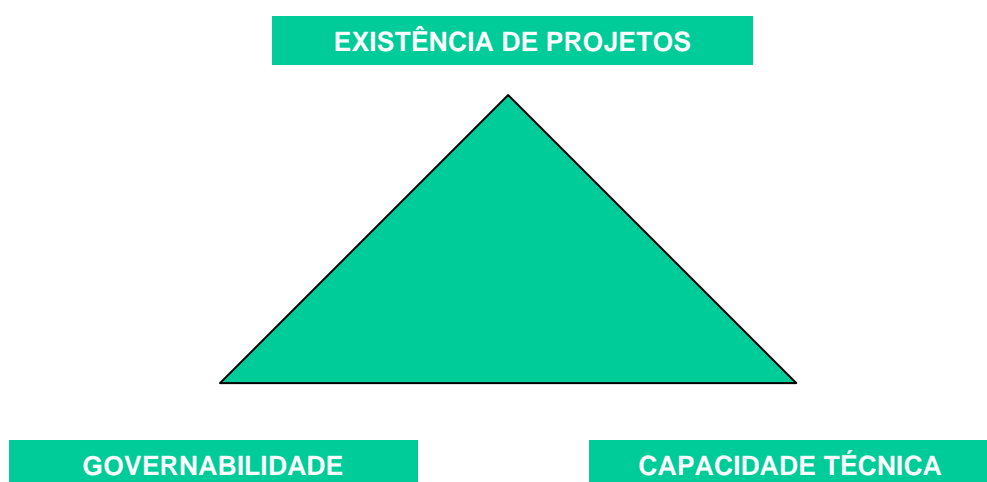 EXISTÊNCIA DE PROJETOS
GOVERNABILIDADE
CAPACIDADE TÉCNICA